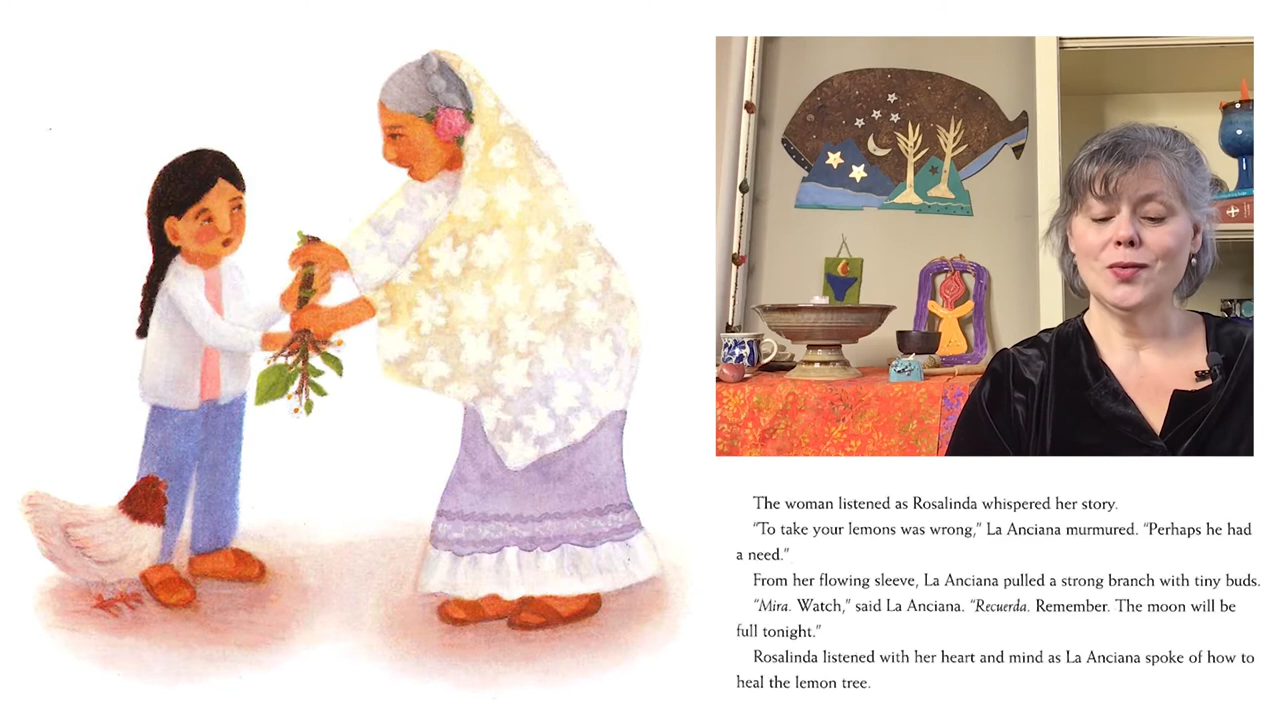 The woman listened as Rosalinda whispered her story.
"To take your lemons was wrong," La Anciana murmured. "Perhaps he had
a need."
From her flowing sleeve, La Anciana pulled a strong branch with tiny buds.
"Mira. Watch," said La Anciana. "Recuerda. Remember. The moon will be
full tonight."
Rosalinda listened with her heart and mind as La Anciana spoke of how to
heal the lemon tree.